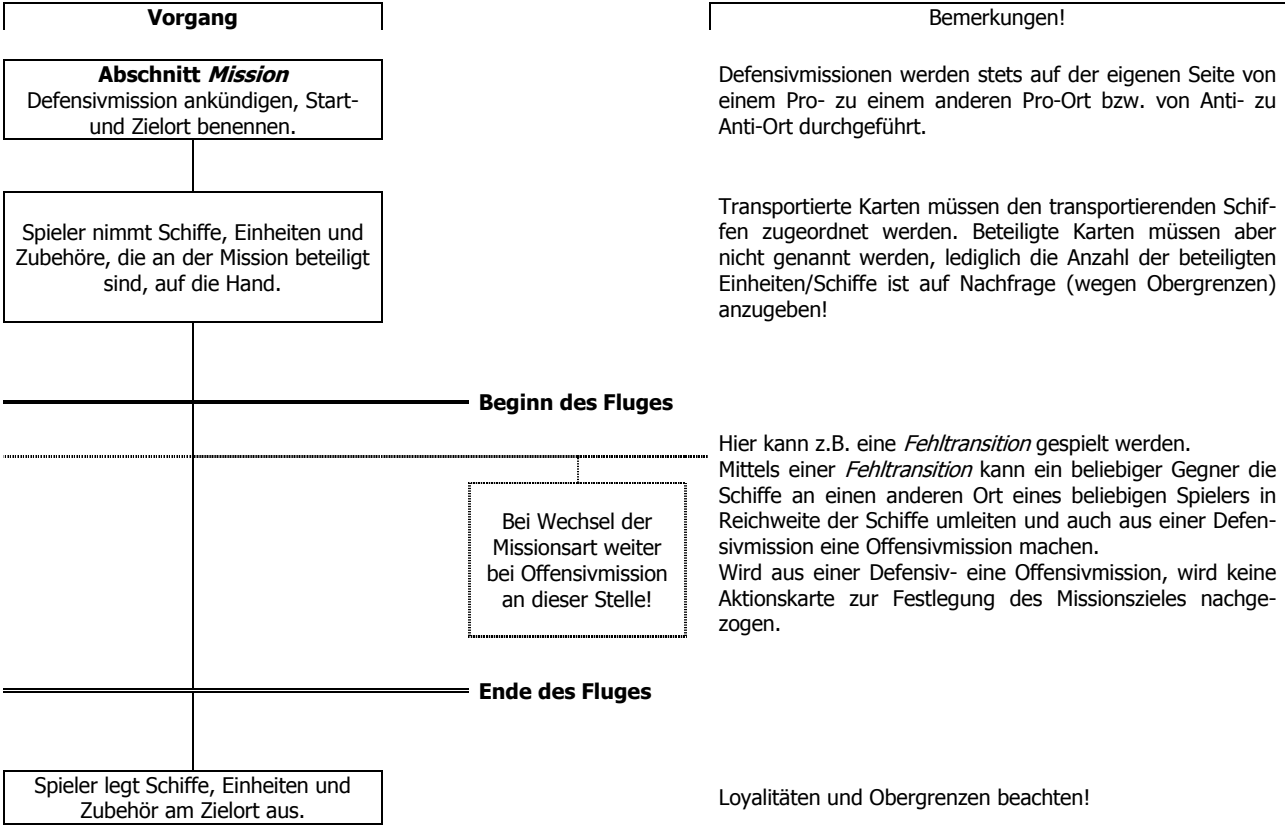 Vorgang
Bemerkungen!
Abschnitt Mission
Defensivmission ankündigen, Start-
und Zielort benennen.
Defensivmissionen werden stets auf der eigenen Seite von
einem Pro- zu einem anderen Pro-Ort bzw. von Anti- zu
Anti-Ort durchgeführt.
Spieler nimmt Schiffe, Einheiten und
Zubehöre, die an der Mission beteiligt
sind, auf die Hand.
Transportierte Karten müssen den transportierenden Schif-
fen zugeordnet werden. Beteiligte Karten müssen aber
nicht genannt werden, lediglich die Anzahl der beteiligten
Einheiten/Schiffe ist auf Nachfrage (wegen Obergrenzen)
anzugeben!
Beginn des Fluges
Hier kann z.B. eine Fehltransition gespielt werden.
Mittels einer Fehltransition kann ein beliebiger Gegner die
Schiffe an einen anderen Ort eines beliebigen Spielers in
Reichweite der Schiffe umleiten und auch aus einer Defen-
sivmission eine Offensivmission machen.
Wird aus einer Defensiv- eine Offensivmission, wird keine
Aktionskarte zur Festlegung des Missionszieles nachge-
zogen.
Bei Wechsel der
Missionsart weiter
bei Offensivmission
an dieser Stelle!
Ende des Fluges
Spieler legt Schiffe, Einheiten und
Zubehör am Zielort aus.
Loyalitäten und Obergrenzen beachten!